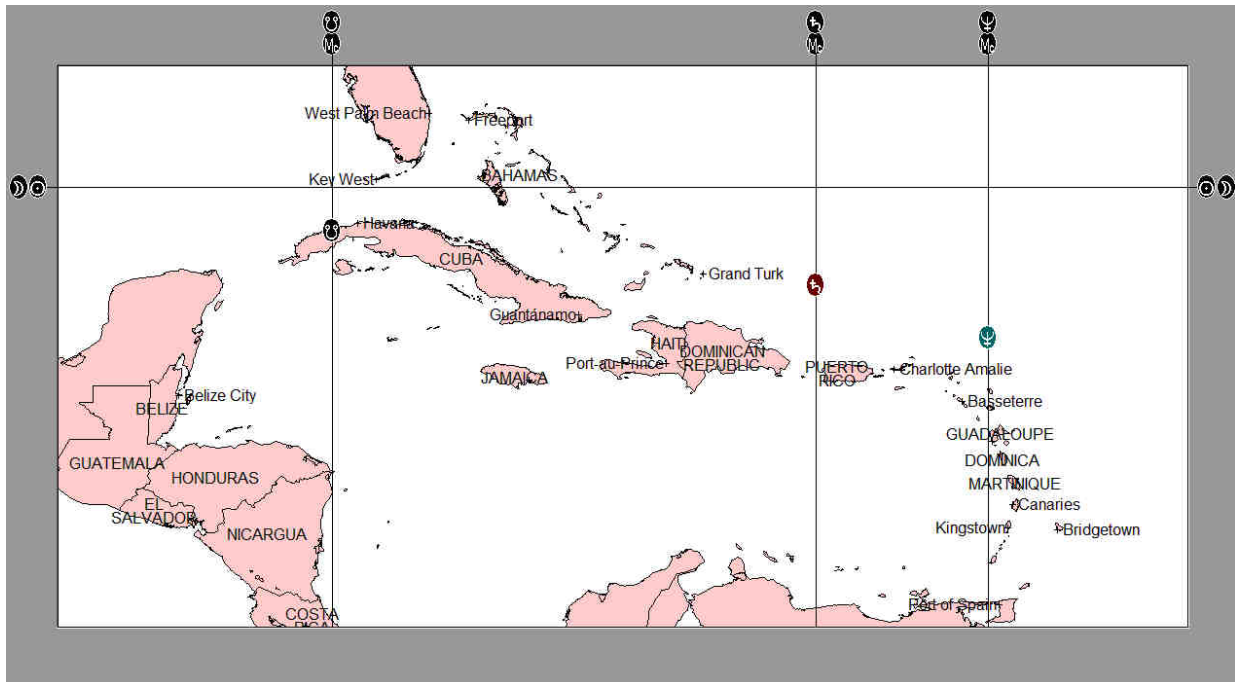 Mc
Mc
Mc
West Palm Beach
Freeport
Key West
BAHAMAS
Havana
CUBA
Grand Turk
Guantánamo
HAITI
DOMINICAN
REPUBLIC
Port-au-Prince
PUERTO
RICO
Charlotte Amalie
JAMAICA
Belize City
BELIZE
Basseterre
GUADALOUPE
GUATEMALA
DOMINICA
HONDURAS
MARTINIQUE
EL
SALVADOR
Canaries
NICARGUA
Kingstown
Bridgetown
COSTA
RICA
Port of Spain